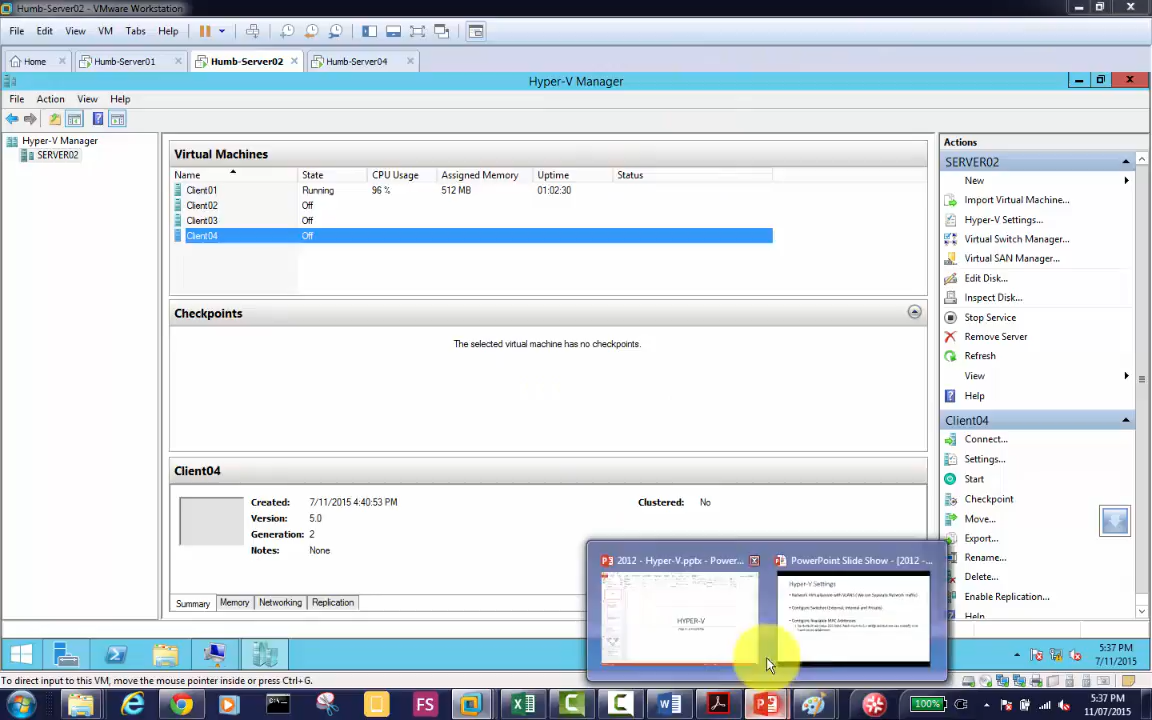 Humb-Server02 - VMware Workstation
File Edit View VM Tabs Help
Home Humb-Server01 Humb-Server02 Humb-Server04
Hyper-V Manager
File Action View Help
Hyper-V Manager
SERVER02
Virtual Machines
Name State CPU Usage Assigned Memory Uptime Status
Client01 Running 96 % 512 MB 01:02:30
Client02 Off
Client03 Off
Client04 Off
Checkpoints
The selected virtual machine has no checkpoints.
Client04
Created: 7/11/2015 4:40:53 PM
Version: 5.0
Generation: 2
Notes: None
Clustered: No
Summary Memory Networking Replication
Actions
SERVER02
New
Import Virtual Machine...
Hyper-V Settings...
Virtual Switch Manager...
Virtual SAN Manager...
Edit Disk...
Inspect Disk...
Stop Service
Remove Server
Refresh
View
Help
Client04
Connect...
Settings...
Start
Checkpoint
Move...
Export...
Rename...
Delete...
Enable Replication...
Help
2012 - Hyper-V.pptx - Power...
PowerPoint Slide Show - [2012 -...
HYPER-V
Hyper-V Settings
5:37 PM
7/11/2015
To direct input to this VM, move the mouse pointer inside or press Ctrl+G.
FS
100%
5:37 PM
11/07/2015